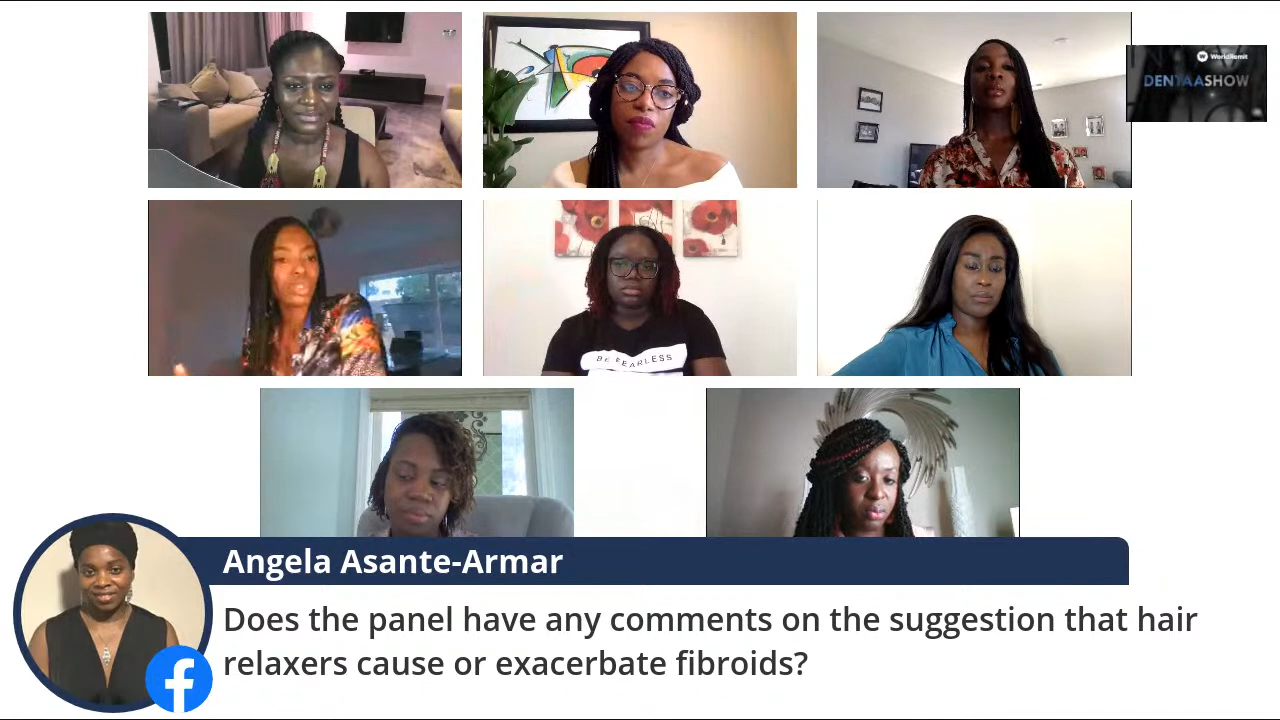 WorldRemit
DENTAASHOW
BE FEARLESS
Angela Asante-Armar
Does the panel have any comments on the suggestion that hair
relaxers cause or exacerbate fibroids?